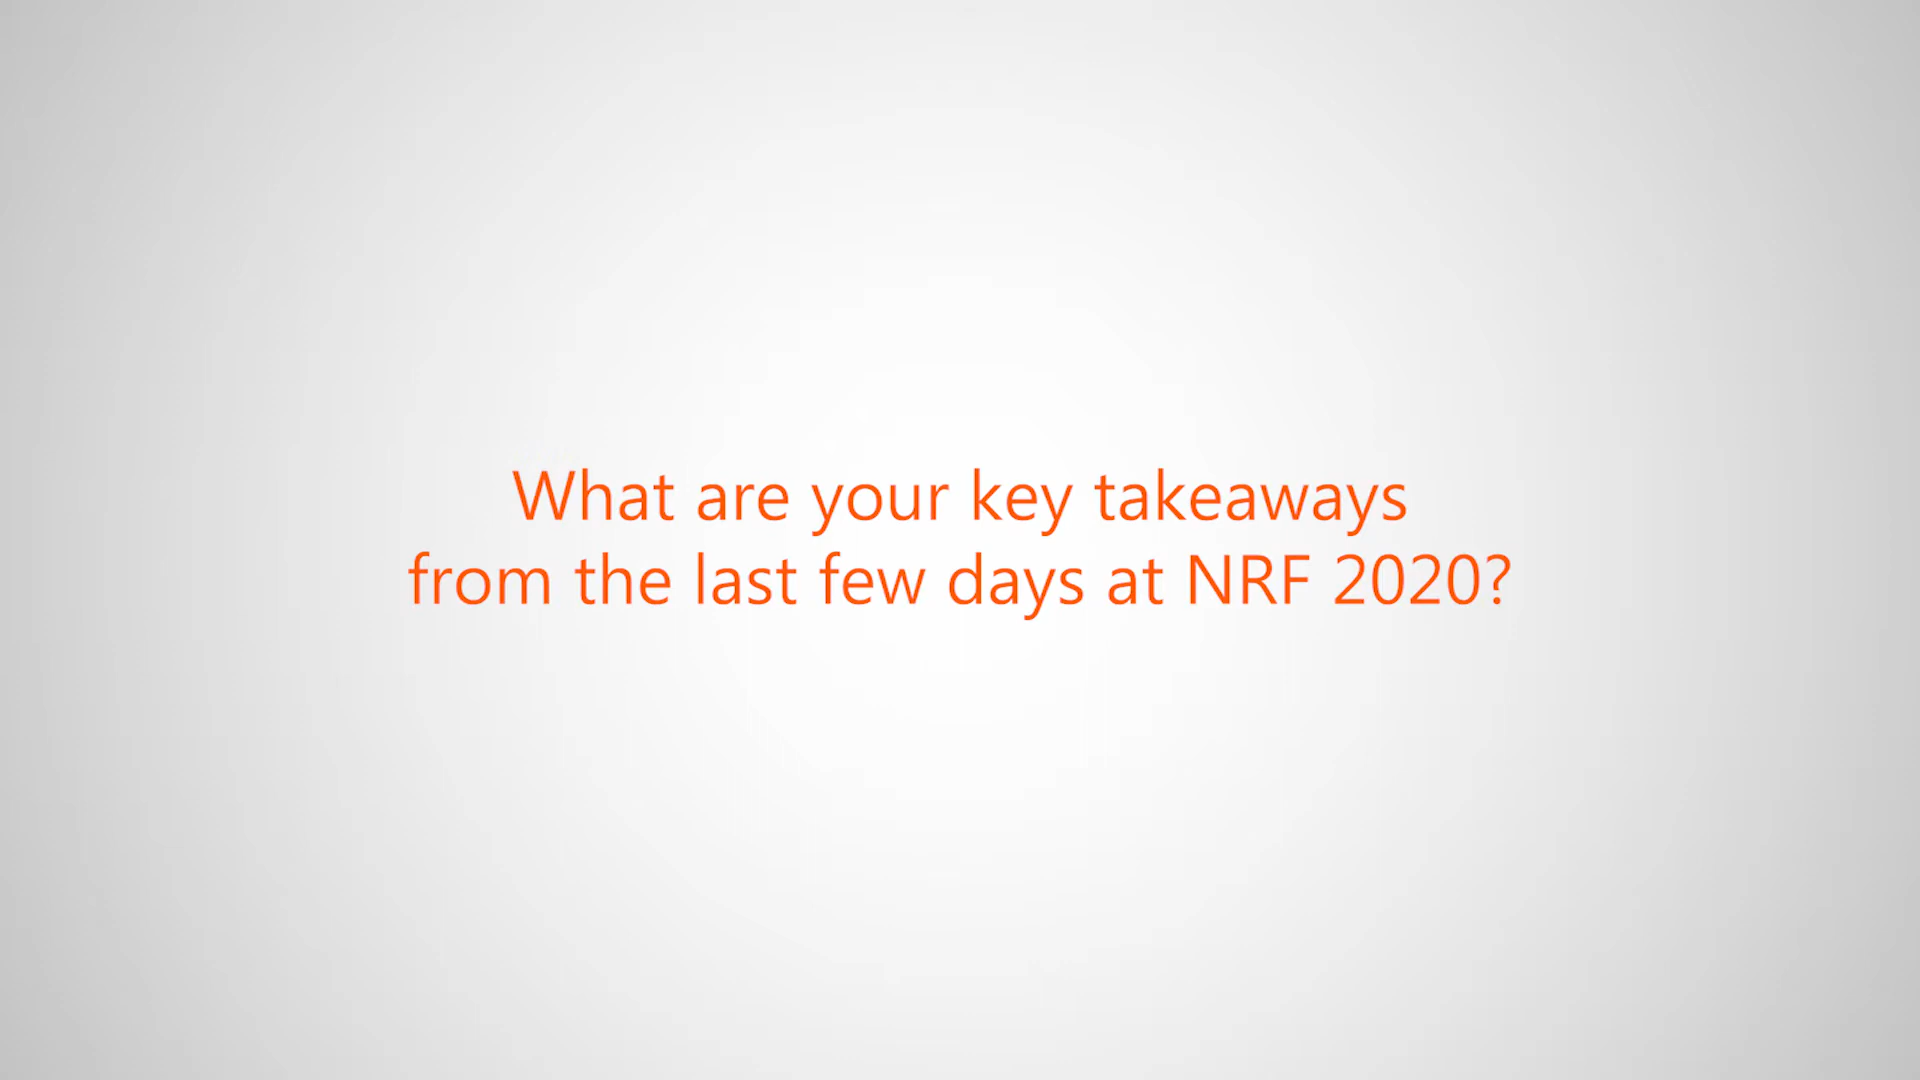 What are your key takeaways
from the last few days at NRF 2020?